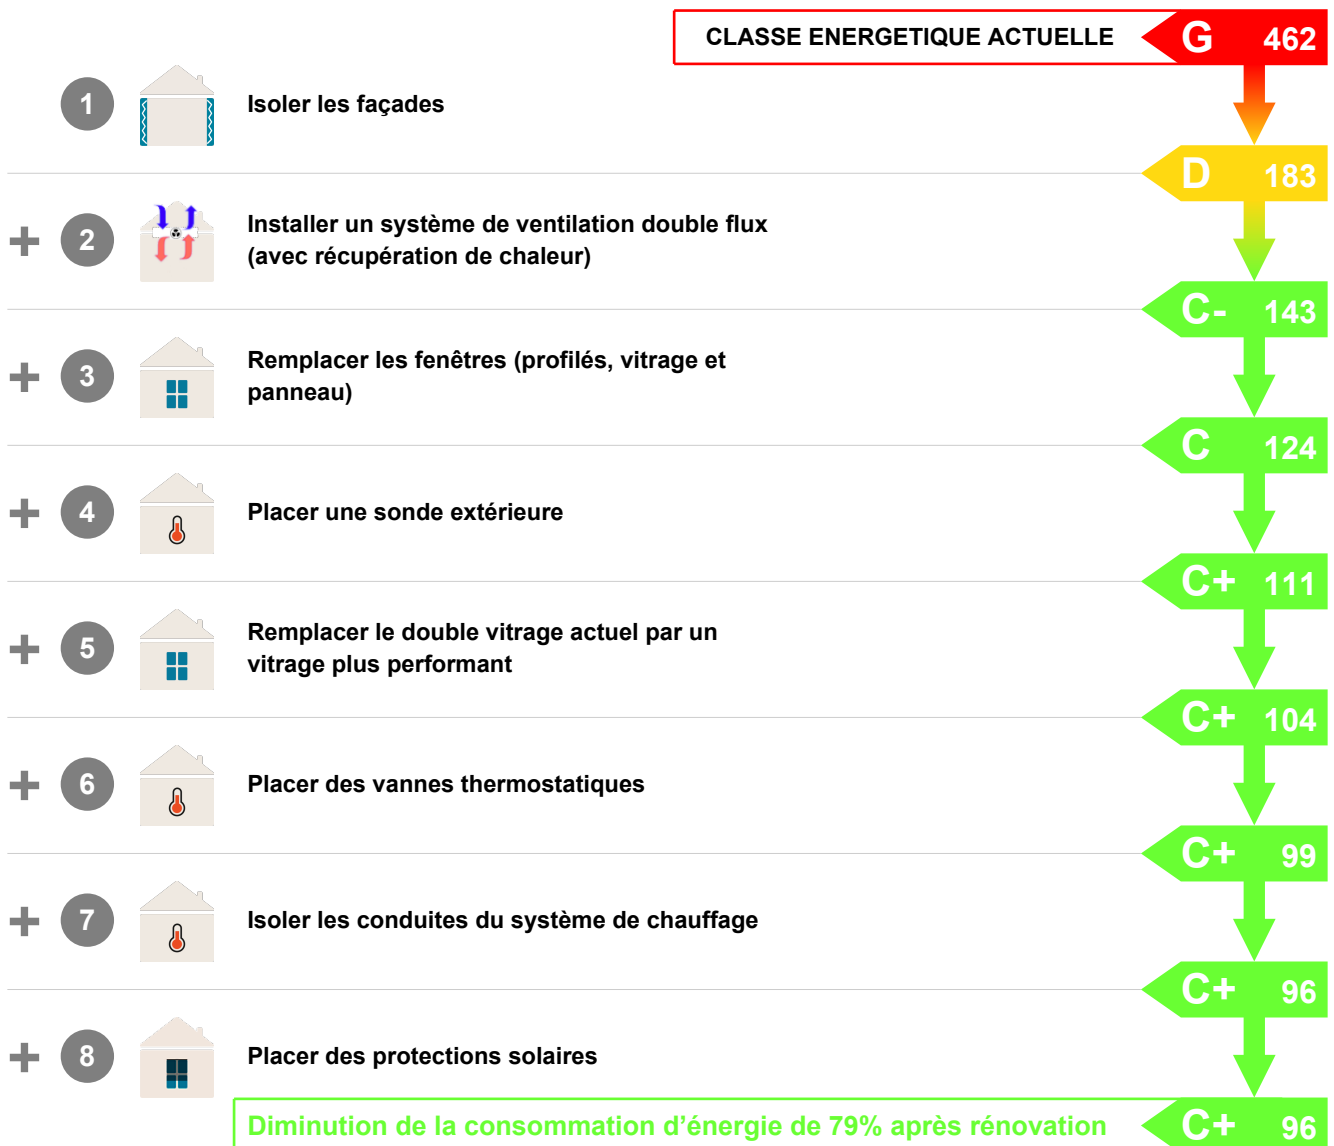 CLASSE ENERGETIQUE ACTUELLE G 462
1 Isoler les façades
D 183
+ 2 Installer un système de ventilation double flux
(avec récupération de chaleur)
C- 143
+ 3 Remplacer les fenêtres (profilés, vitrage et
panneau)
C 124
+ 4 Placer une sonde extérieure
C+ 111
+ 5 Remplacer le double vitrage actuel par un
vitrage plus performant
C+ 104
+ 6 Placer des vannes thermostatiques
C+ 99
+ 7 Isoler les conduites du système de chauffage
C+ 96
+ 8 Placer des protections solaires
Diminution de la consommation d’énergie de 79% après rénovation C+ 96